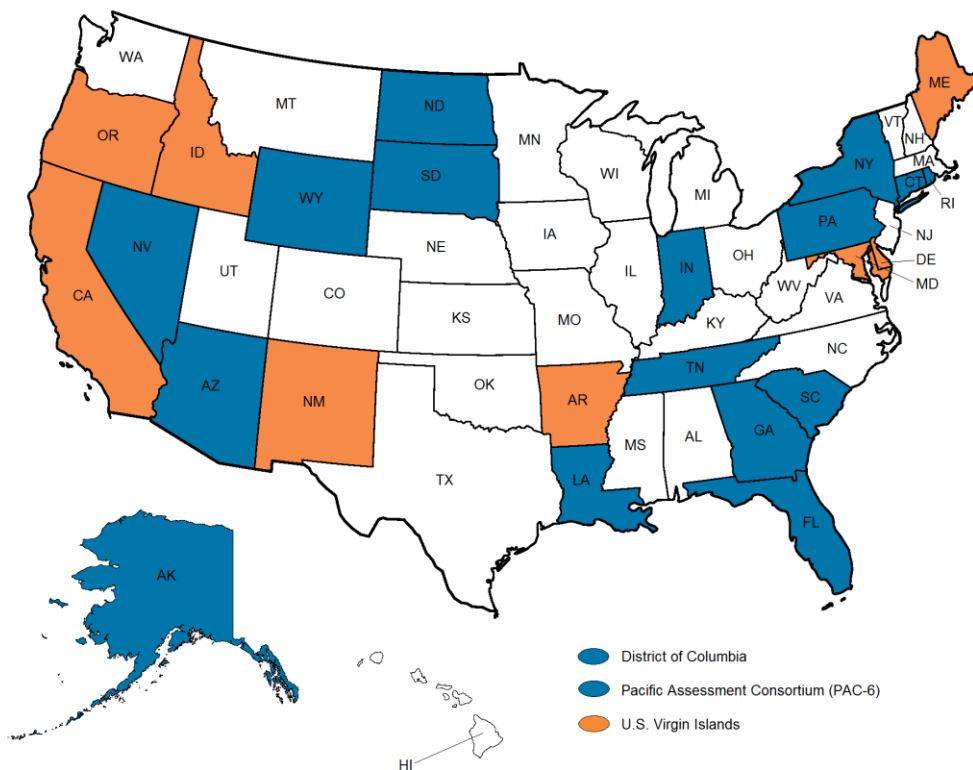 WA
MT
ND
MN
ME
OR
ID
SD
WI
MI
VT
NH
NY
MA
CT
RI
WY
NV
NE
IA
PA
NJ
DE
MD
UT
CO
IL
IN
OH
WV
VA
CA
KS
MO
KY
NC
AZ
NM
OK
AR
TN
SC
TX
LA
MS
AL
GA
FL
AK
HI
District of Columbia
Pacific Assessment Consortium (PAC-6)
U.S. Virgin Islands